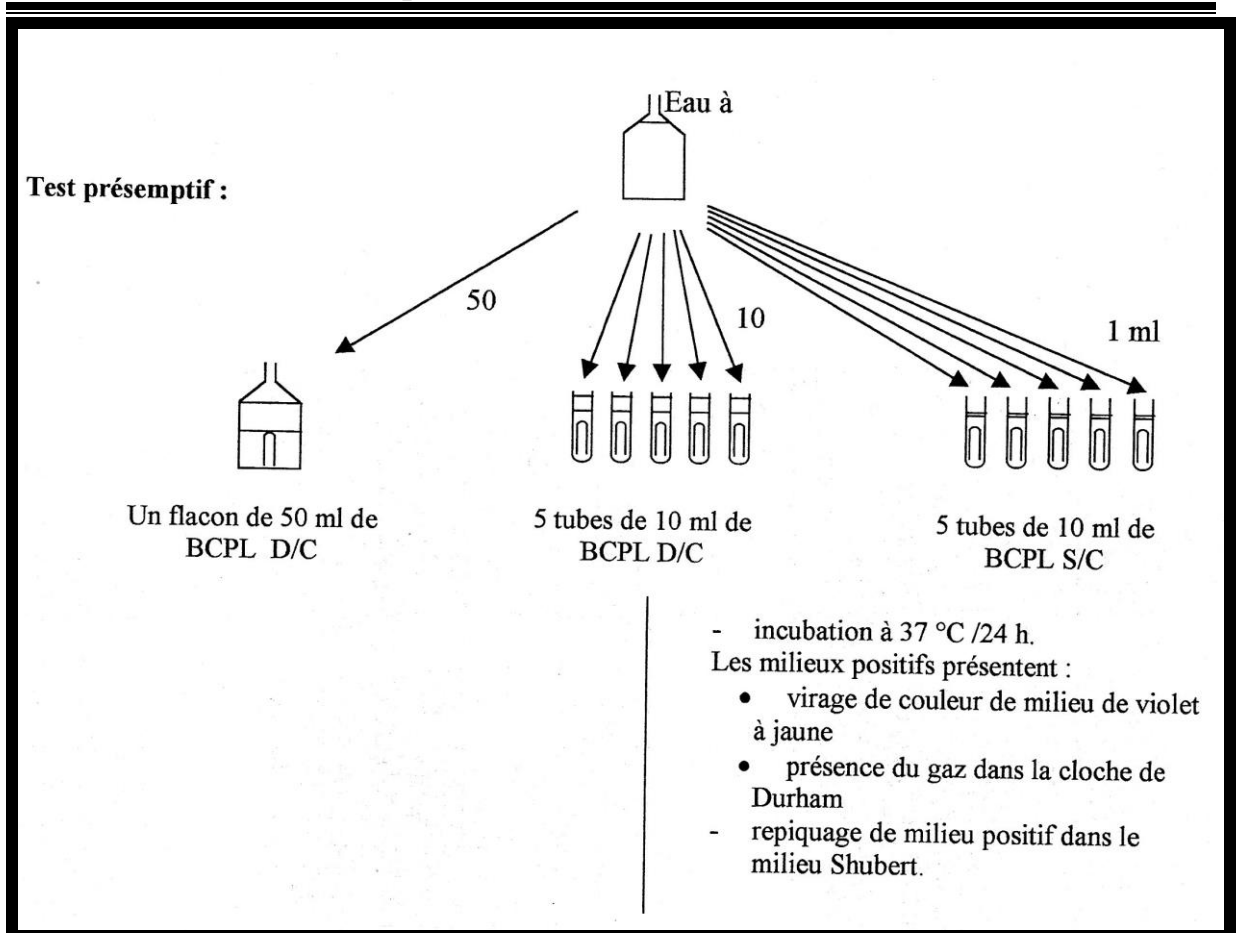 Eau à
Test présemptif :
50
10
1 ml
Un flacon de 50 ml de
BCPL D/C
5 tubes de 10 ml de
BCPL D/C
5 tubes de 10 ml de
BCPL S/C
- incubation à 37 °C /24 h.
Les milieux positifs présentent :
• virage de couleur de milieu de violet
à jaune
• présence du gaz dans la cloche de
Durham
- repiquage de milieu positif dans le
milieu Shubert.